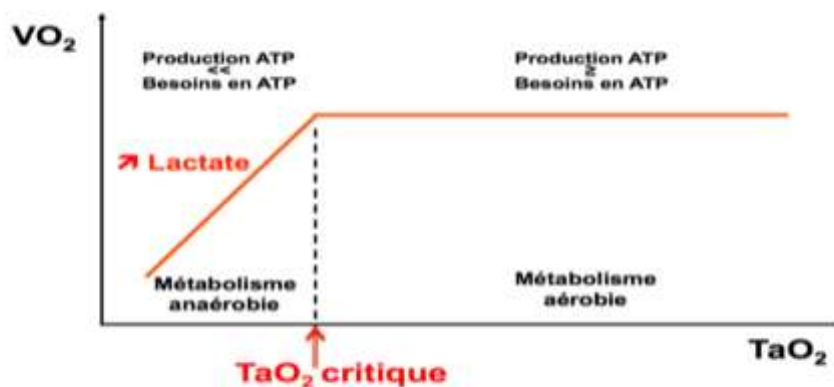 VO₂
Production ATP
<<
Besoins en ATP
Production ATP
≥
Besoins en ATP
↗ Lactate
Métabolisme
anaérobie
Métabolisme
aérobie
TaO₂
TaO₂ critique